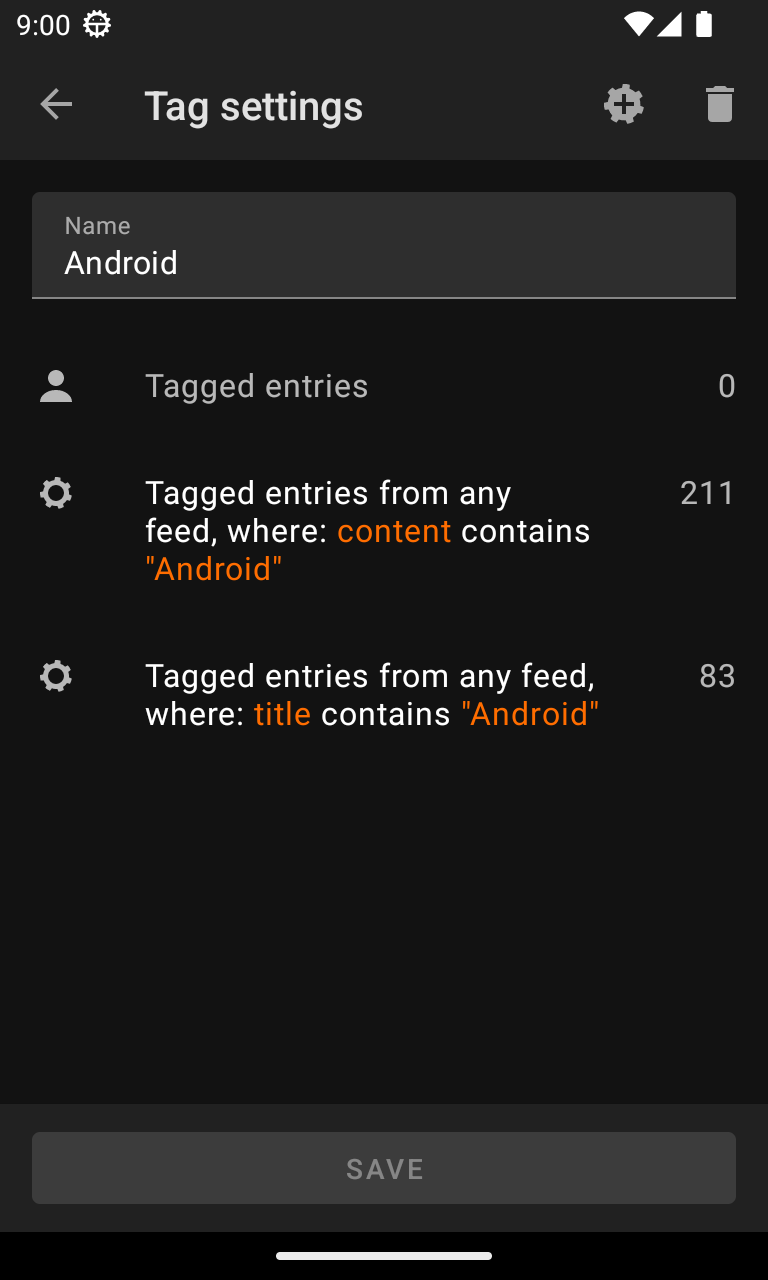 9:00
Tag settings
Name
Android
Tagged entries 0
Tagged entries from any 211
feed, where: content contains
"Android"
Tagged entries from any feed, 83
where: title contains "Android"
SAVE